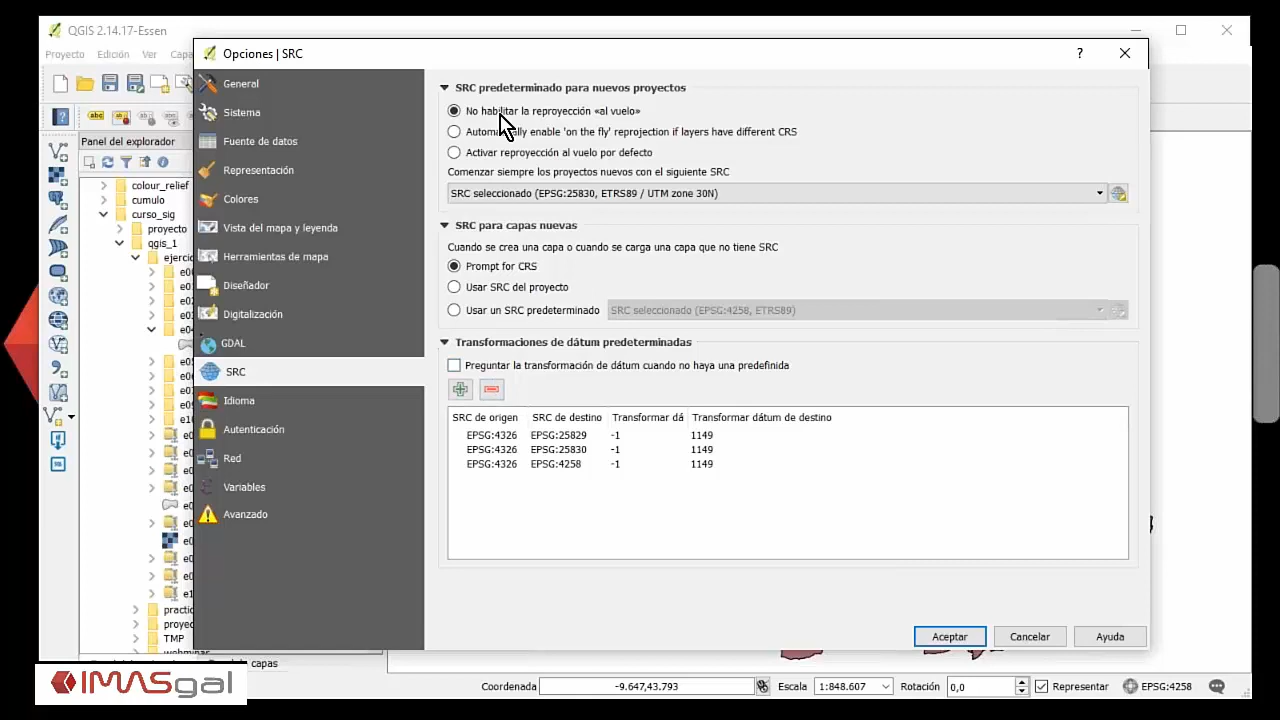 QGIS 2.14.17-Essen
Proyecto Edición Ver Capa
Opciones | SRC
?
General
Sistema
Fuente de datos
Representación
Colores
Vista del mapa y leyenda
Herramientas de mapa
Diseñador
Digitalización
GDAL
SRC
Idioma
Autenticación
Red
Variables
Avanzado
SRC predeterminado para nuevos proyectos
No habilitar la reproyección «al vuelo»
Automatically enable 'on the fly' reprojection if layers have different CRS
Activar reproyección al vuelo por defecto
Comenzar siempre los proyectos nuevos con el siguiente SRC
SRC seleccionado (EPSG:25830, ETRS89 / UTM zone 30N)
SRC para capas nuevas
Cuando se crea una capa o cuando se carga una capa que no tiene SRC
Prompt for CRS
Usar SRC del proyecto
Usar un SRC predeterminado SRC seleccionado (EPSG:4258, ETRS89)
Transformaciones de dátum predeterminadas
Preguntar la transformación de dátum cuando no haya una predefinida
SRC de origen SRC de destino Transformar dá Transformar dátum de destino
EPSG:4326 EPSG:25829 -1 1149
EPSG:4326 EPSG:25830 -1 1149
EPSG:4326 EPSG:4258 -1 1149
Aceptar Cancelar Ayuda
Panel del explorador
colour_relief
cumulo
curso_sig
proyecto
qgis_1
ejercic
practic
proyec
TMP
capas
IMASgal
Coordenada -9.647,43.793 Escala 1:848.607 Rotación 0,0 Representar EPSG:4258